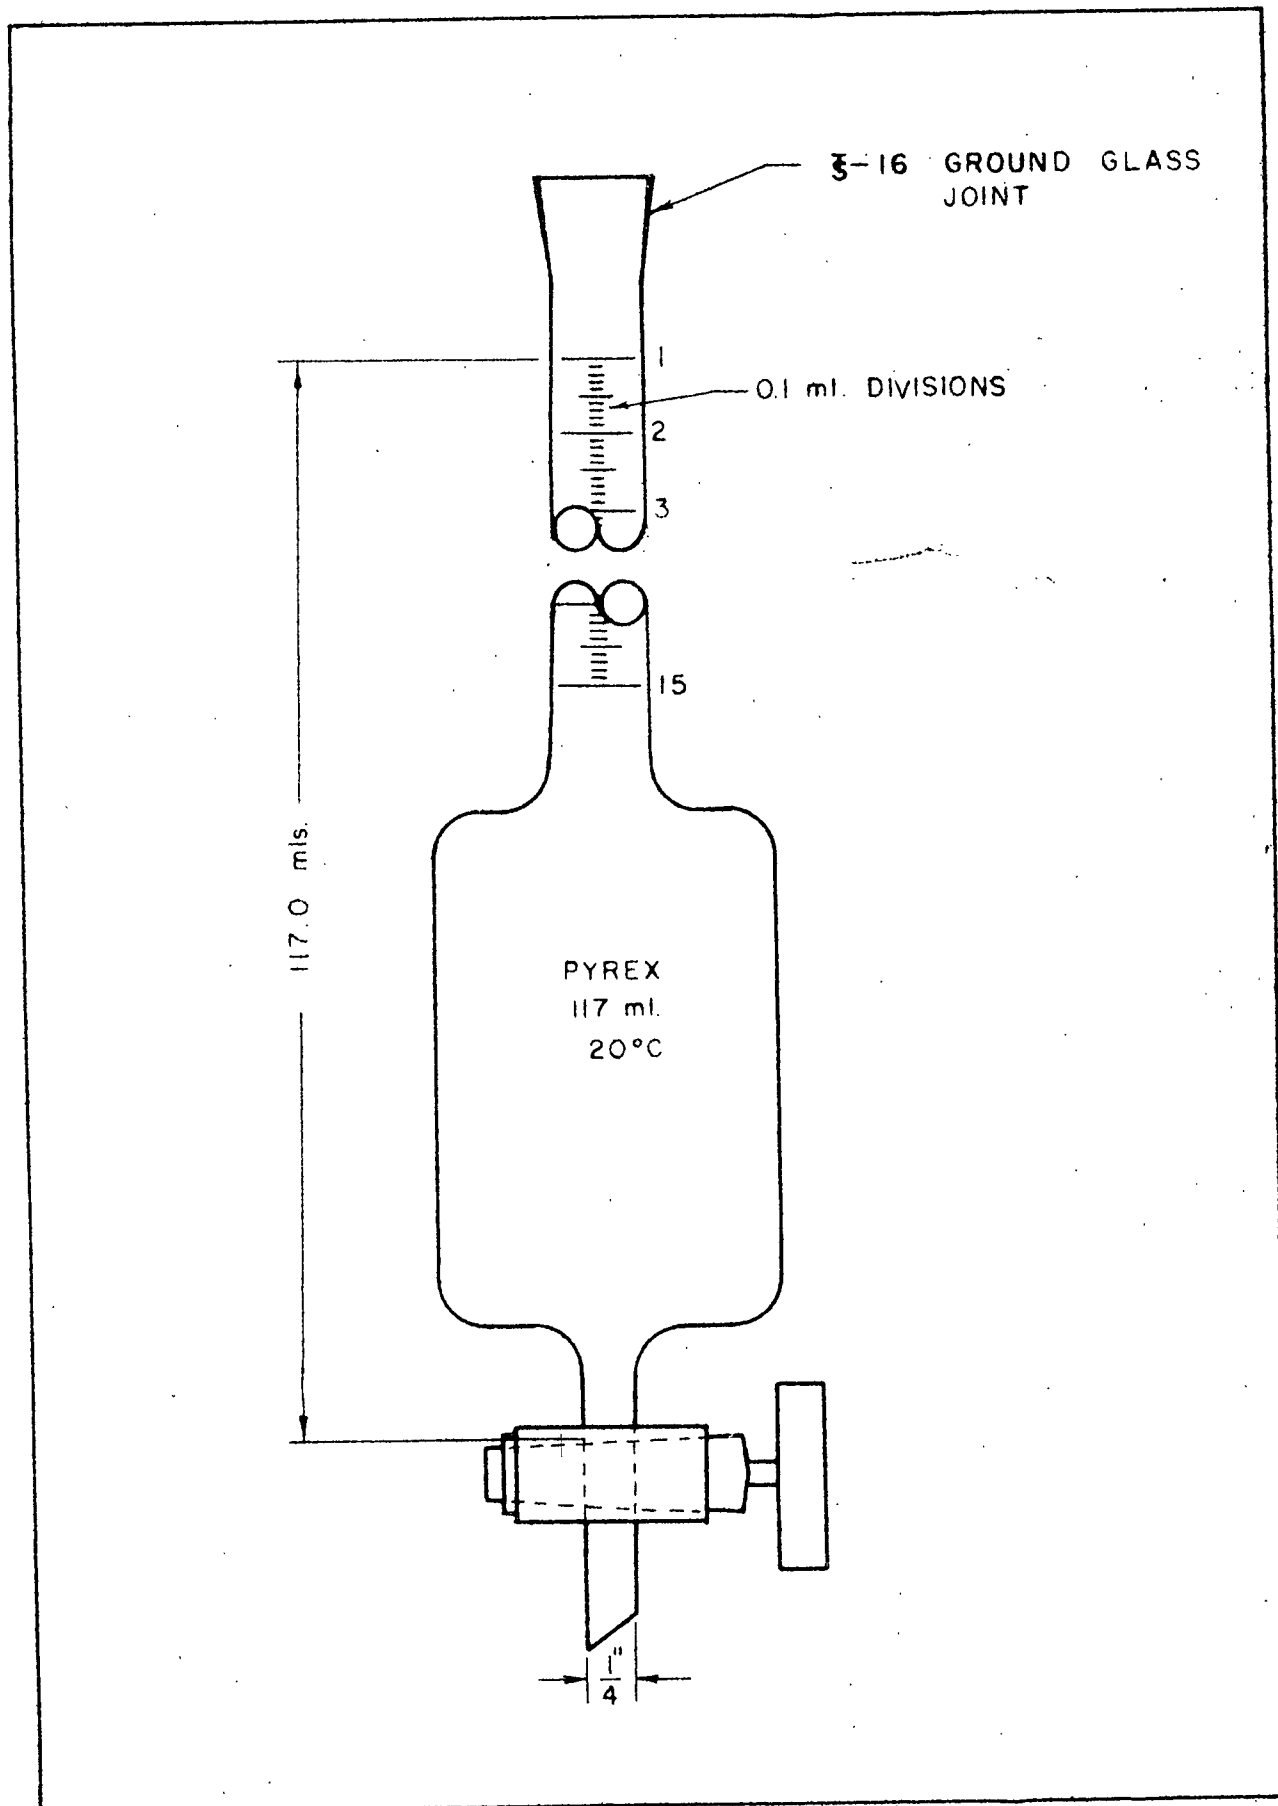 -16 GROUND GLASS
JOINT
1
0.1 ml. DIVISIONS
2
3
15
117.0 mls.
PYREX
117 ml.
20°C
1"
4